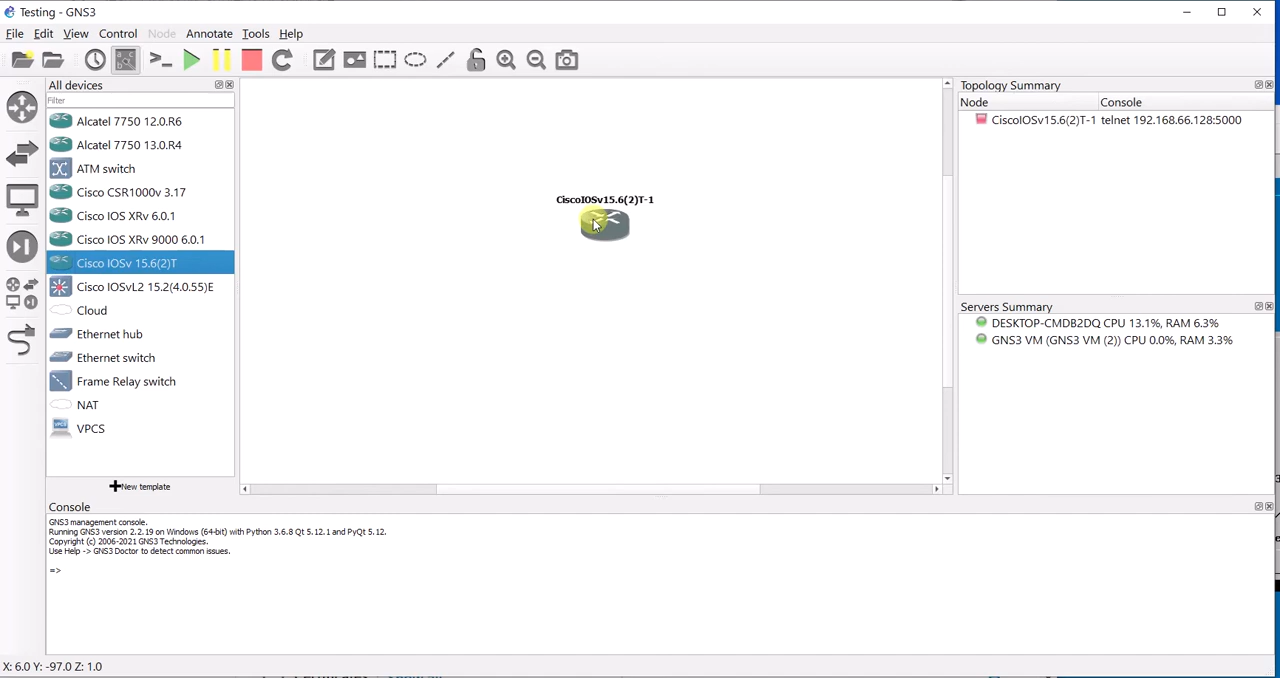 Testing - GNS3
File Edit View Control Node Annotate Tools Help
All devices
Filter
Alcatel 7750 12.0.R6
Alcatel 7750 13.0.R4
ATM switch
Cisco CSR1000v 3.17
Cisco IOS XRv 6.0.1
Cisco IOS XRv 9000 6.0.1
Cisco IOSv 15.6(2)T
Cisco IOSvL2 15.2(4.0.55)E
Cloud
Ethernet hub
Ethernet switch
Frame Relay switch
NAT
VPCS
New template
CiscoIOSv15.6(2)T-1
Topology Summary
Node Console
CiscoIOSv15.6(2)T-1 telnet 192.168.66.128:5000
Servers Summary
DESKTOP-CMDB2DQ CPU 13.1%, RAM 6.3%
GNS3 VM (GNS3 VM (2)) CPU 0.0%, RAM 3.3%
Console
GNS3 management console.
Running GNS3 version 2.2.19 on Windows (64-bit) with Python 3.6.8 Qt 5.12.1 and PyQt 5.12.
Copyright (c) 2006-2021 GNS3 Technologies.
Use Help -> GNS3 Doctor to detect common issues.
=>
X: 6.0 Y: -97.0 Z: 1.0